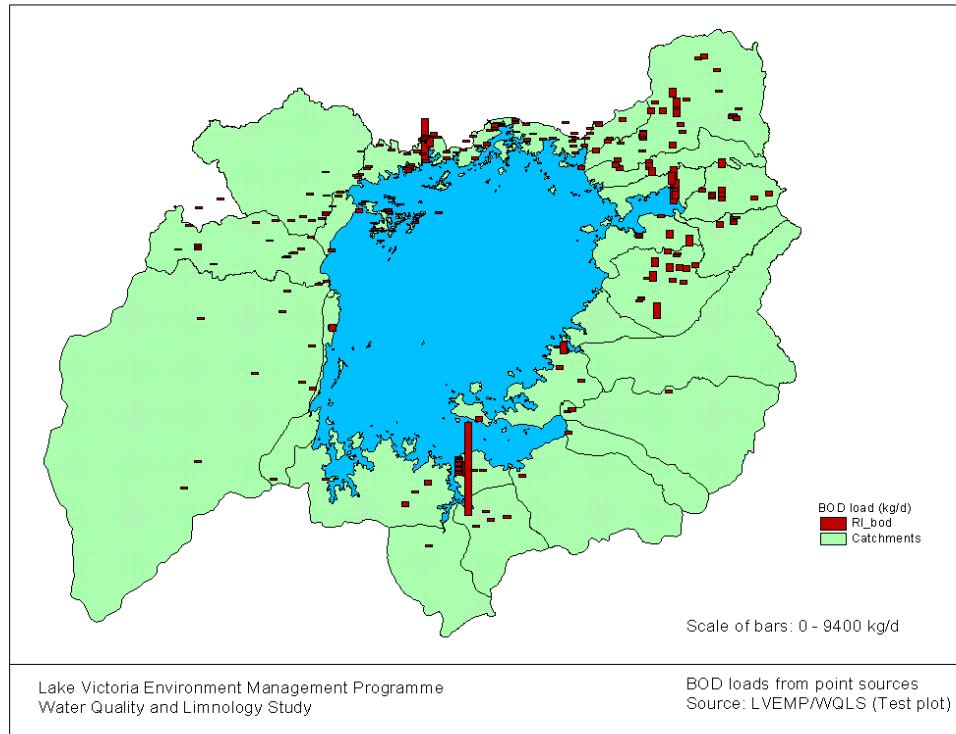 BOD load (kg/d)
RI_bod
Catchments
Scale of bars: 0 - 9400 kg/d
Lake Victoria Environment Management Programme
Water Quality and Limnology Study
BOD loads from point sources
Source: LVEMP/WQLS (Test plot)